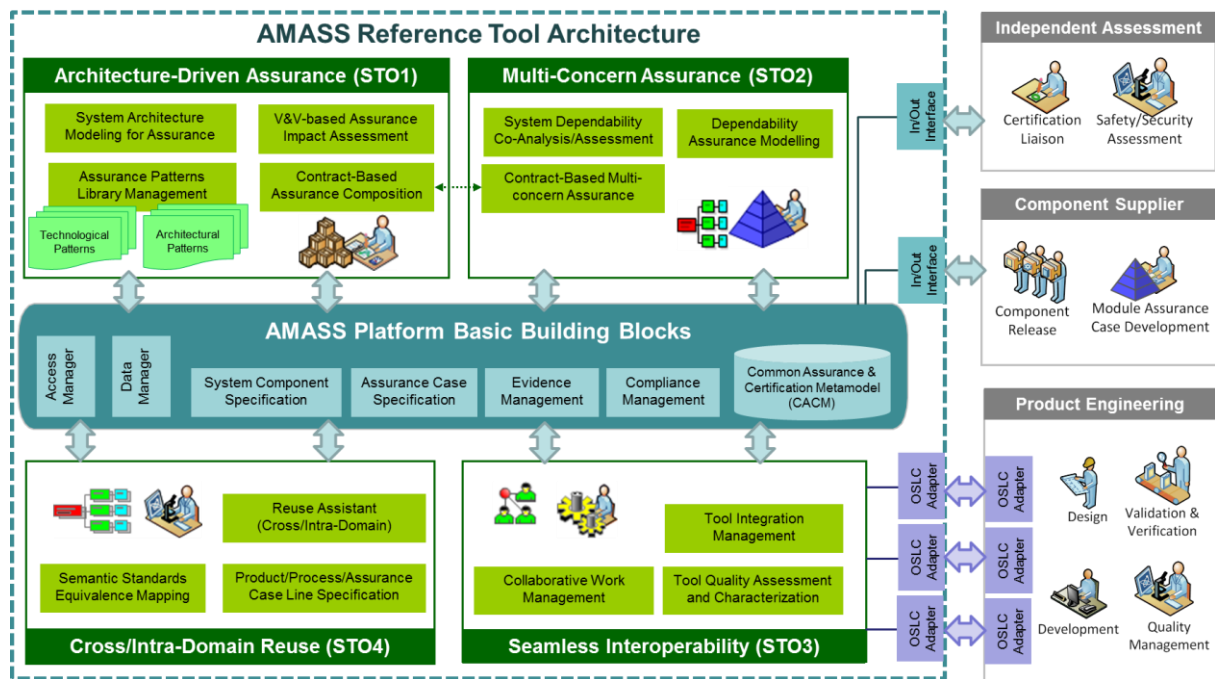 AMASS Reference Tool Architecture
Architecture-Driven Assurance (STO1)
System Architecture
Modeling for Assurance
V&V-based Assurance
Impact Assessment
Assurance Patterns
Library Management
Contract-Based
Assurance Composition
Technological
Patterns
Architectural
Patterns
Multi-Concern Assurance (STO2)
System Dependability
Co-Analysis/Assessment
Dependability
Assurance Modelling
Contract-Based Multi-
concern Assurance
In/Out
Interface
In/Out
Interface
Independent Assessment
Certification
Liaison
Safety/Security
Assessment
Component Supplier
Component
Release
Module Assurance
Case Development
AMASS Platform Basic Building Blocks
Access
Manager
Data
Manager
System Component
Specification
Assurance Case
Specification
Evidence
Management
Compliance
Management
Common Assurance &
Certification Metamodel
(CACM)
Reuse Assistant
(Cross/Intra-Domain)
Semantic Standards
Equivalence Mapping
Product/Process/Assurance
Case Line Specification
Cross/Intra-Domain Reuse (STO4)
Tool Integration
Management
Collaborative Work
Management
Tool Quality Assessment
and Characterization
Seamless Interoperability (STO3)
OSLC
Adapter
OSLC
Adapter
OSLC
Adapter
OSLC
Adapter
OSLC
Adapter
OSLC
Adapter
Product Engineering
Design
Validation &
Verification
Development
Quality
Management